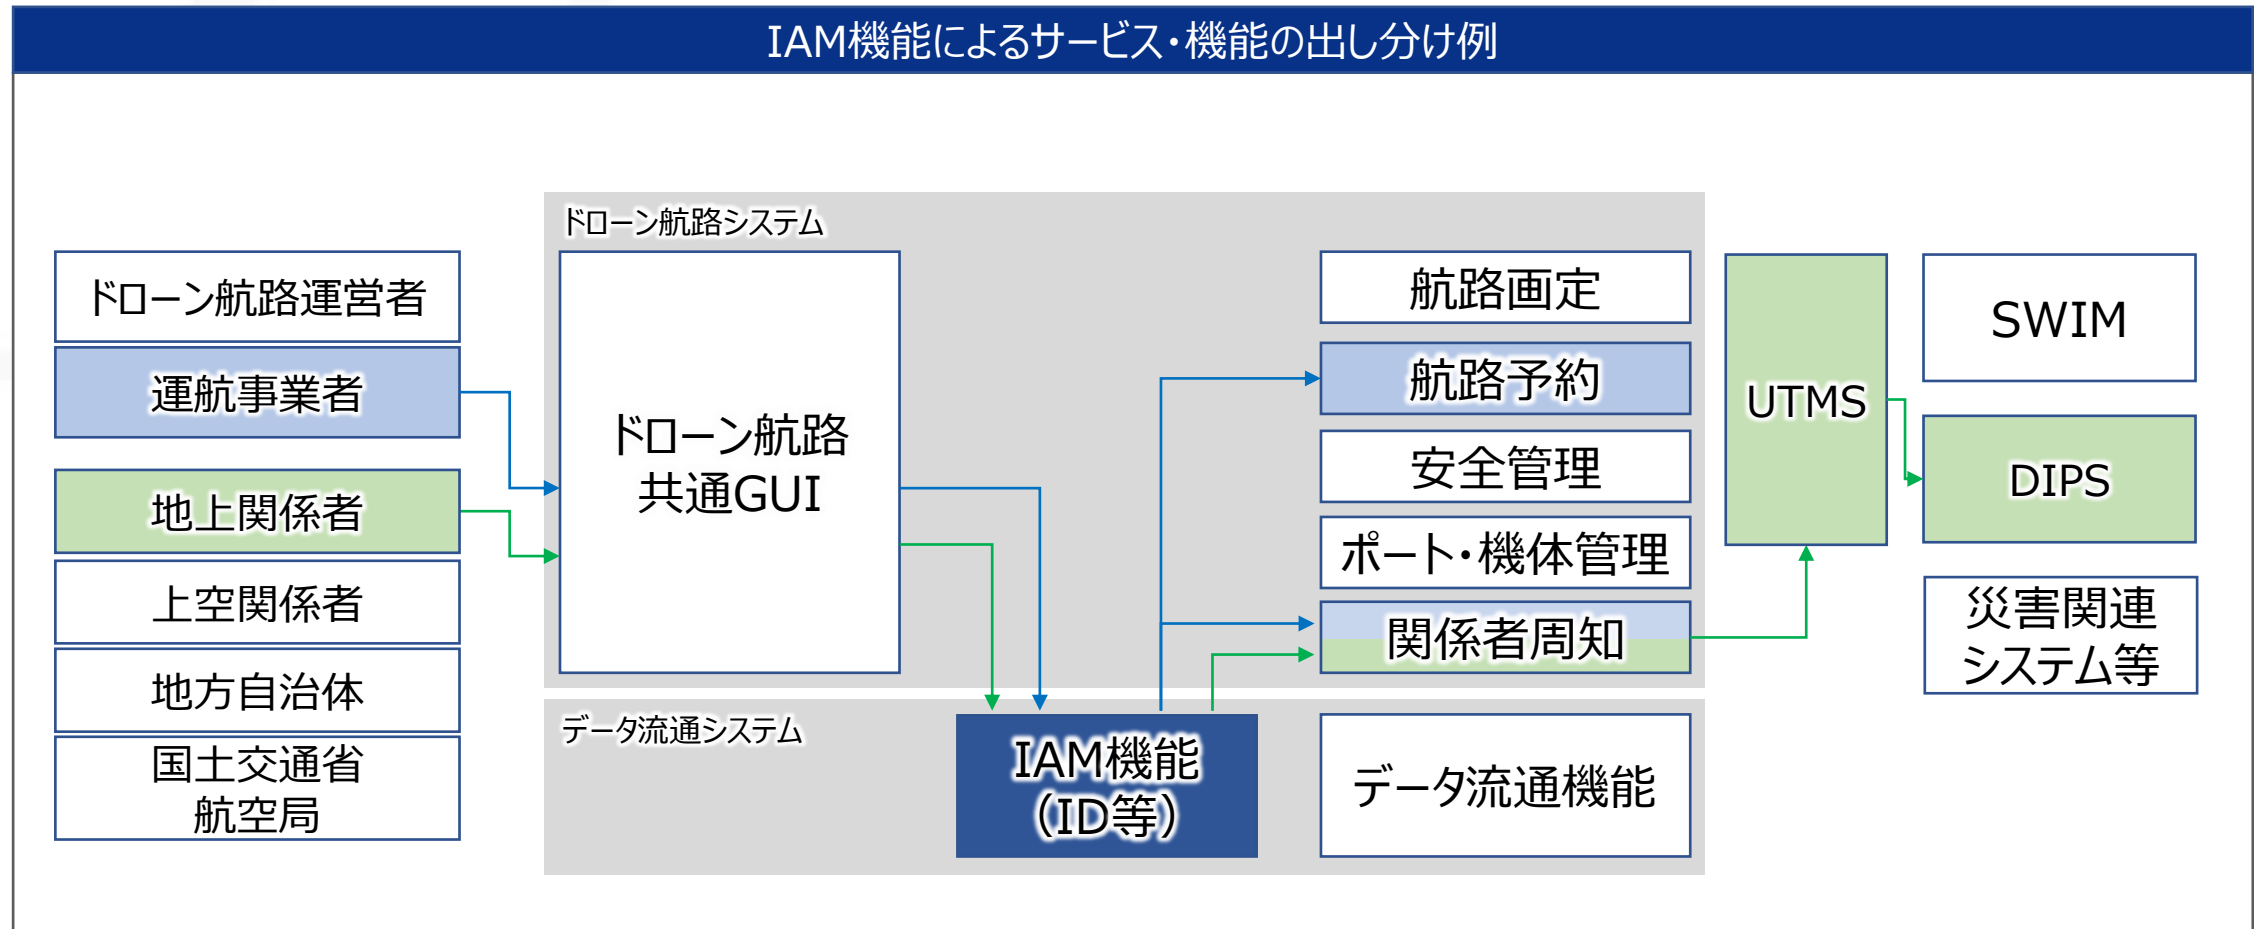 IAM機能によるサービス・機能の出し分け例
ドローン航路運営者
運航事業者
地上関係者
上空関係者
地方自治体
国土交通省
航空局
ドローン航路システム
ドローン航路
共通GUI
航路画定
航路予約
安全管理
ポート・機体管理
関係者周知
データ流通システム
IAM機能
（ID等）
データ流通機能
UTMS
SWIM
DIPS
災害関連
システム等